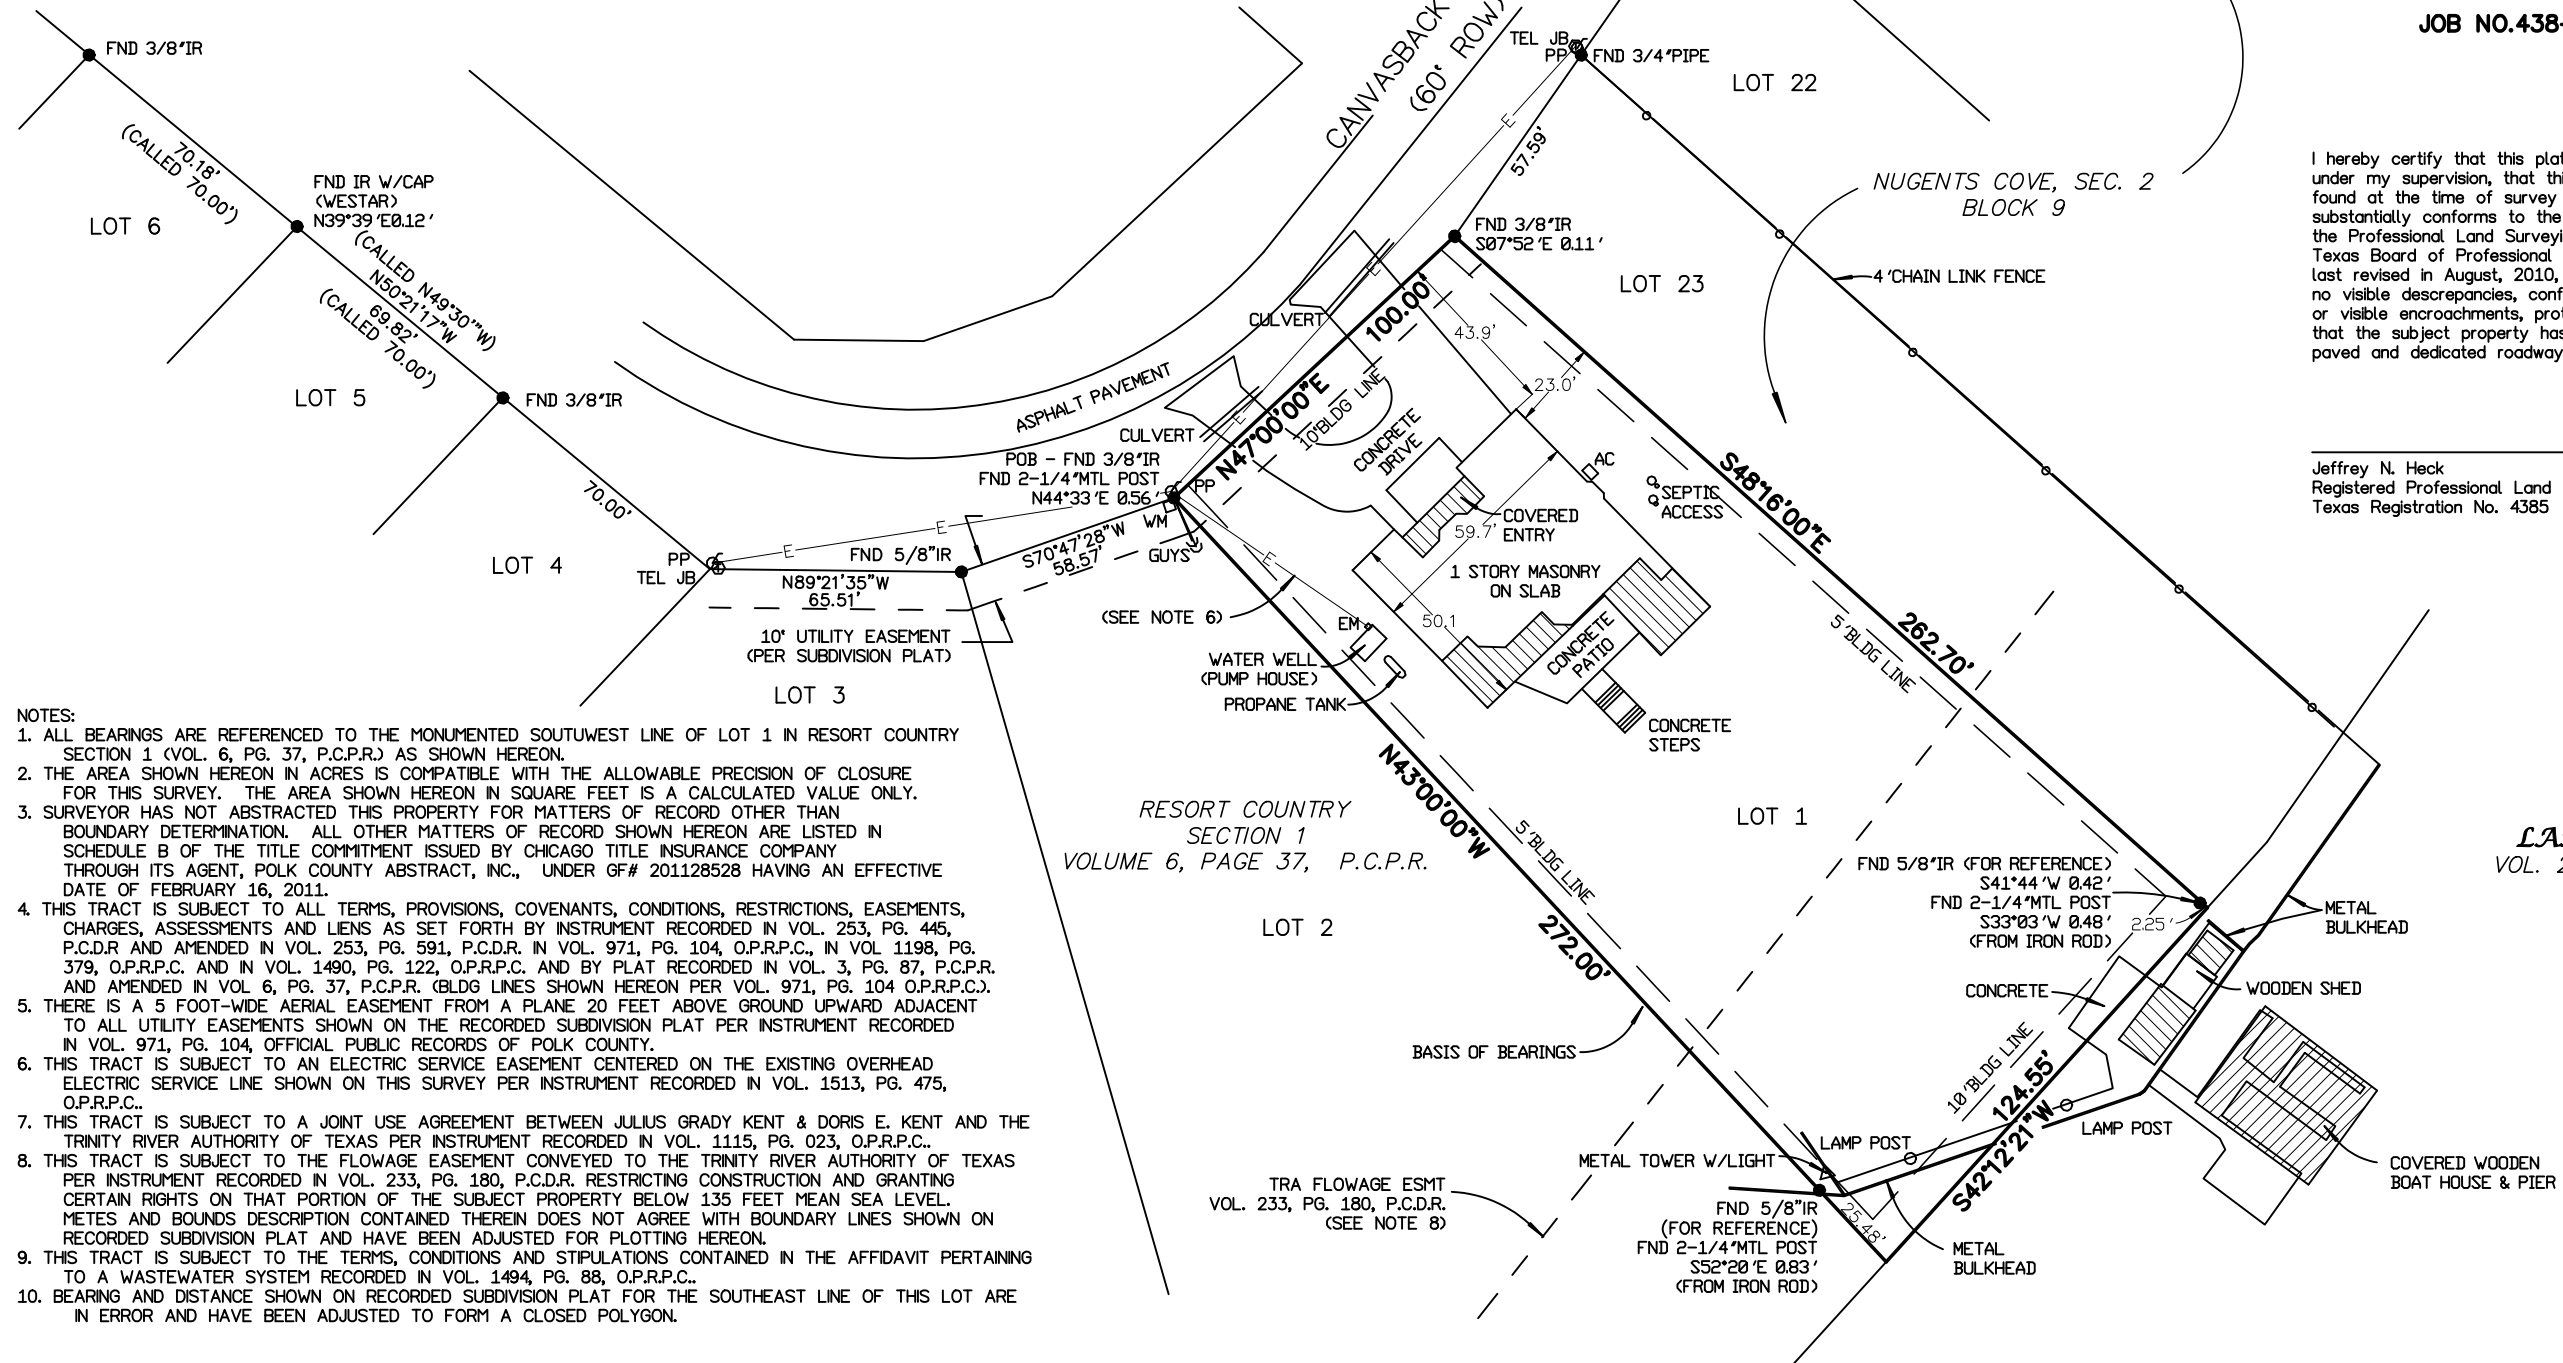 JOB NO.438-
FND 3/8"IR
70.18'
(CALLED 70.00')
LOT 6
FND IR W/CAP
(WESTAR)
N39°39'E0.12'
(CALLED N49°30'"W)
N50°21'17"W
69.82'
(CALLED 70.00')
LOT 5
FND 3/8"IR
70.00'
LOT 4
PP
TEL JB
E
N89°21'35"W
65.51'
FND 5/8"IR
E
S70°47'28"W
58.57'
10' UTILITY EASEMENT
(PER SUBDIVISION PLAT)
LOT 3
CANVASBACK
(60' ROW)
ASPHALT PAVEMENT
TEL JB
PP
FND 3/4"PIPE
LOT 22
E
57.59'
NUGENTS COVE, SEC. 2
BLOCK 9
FND 3/8"IR
S07°52'E 0.11'
LOT 23
4'CHAIN LINK FENCE
E
CULVERT
CULVERT
E
POB - FND 3/8"IR
FND 2-1/4"MTL POST
N44°33'E 0.56'
PP
WM
GUYS
N47°00'00"E
100.00'
10'BLDG LINE
43.9'
23.0'
CONCRETE
DRIVE
AC
SEPTIC
ACCESS
COVERED
ENTRY
59.7'
1 STORY MASONRY
ON SLAB
50.1
E
(SEE NOTE 6)
EM
WATER WELL
(PUMP HOUSE)
PROPANE TANK
CONCRETE
PATIO
CONCRETE
STEPS
S48°16'00"E
262.70'
5'BLDG LINE
N43°00'00"W
272.00'
5'BLDG LINE
LOT 1
RESORT COUNTRY
SECTION 1
VOLUME 6, PAGE 37, P.C.P.R.
LOT 2
BASIS OF BEARINGS
FND 5/8"IR (FOR REFERENCE)
S41°44'W 0.42'
FND 2-1/4"MTL POST
S33°03'W 0.48'
(FROM IRON ROD)
2.25'
METAL
BULKHEAD
CONCRETE
WOODEN SHED
10'BLDG LINE
124.55'
S42°12'21"W
LAMP POST
LAMP POST
METAL TOWER W/LIGHT
TRA FLOWAGE ESMT
VOL. 233, PG. 180, P.C.D.R.
(SEE NOTE 8)
FND 5/8"IR
(FOR REFERENCE)
FND 2-1/4"MTL POST
S52°20'E 0.83'
(FROM IRON ROD)
25.48'
METAL
BULKHEAD
COVERED WOODEN
BOAT HOUSE & PIER
LA
VOL. 2
I hereby certify that this plat
under my supervision, that thi
found at the time of survey
substantially conforms to the
the Professional Land Surveyi
Texas Board of Professional
last revised in August, 2010,
no visible descrepancies, conf
or visible encroachments, prot
that the subject property has
paved and dedicated roadway
Jeffrey N. Heck
Registered Professional Land
Texas Registration No. 4385
NOTES:
1. ALL BEARINGS ARE REFERENCED TO THE MONUMENTED SOUTUWEST LINE OF LOT 1 IN RESORT COUNTRY
SECTION 1 (VOL. 6, PG. 37, P.C.P.R.) AS SHOWN HEREON.
2. THE AREA SHOWN HEREON IN ACRES IS COMPATIBLE WITH THE ALLOWABLE PRECISION OF CLOSURE
FOR THIS SURVEY. THE AREA SHOWN HEREON IN SQUARE FEET IS A CALCULATED VALUE ONLY.
3. SURVEYOR HAS NOT ABSTRACTED THIS PROPERTY FOR MATTERS OF RECORD OTHER THAN
BOUNDARY DETERMINATION. ALL OTHER MATTERS OF RECORD SHOWN HEREON ARE LISTED IN
SCHEDULE B OF THE TITLE COMMITMENT ISSUED BY CHICAGO TITLE INSURANCE COMPANY
THROUGH ITS AGENT, POLK COUNTY ABSTRACT, INC., UNDER GF# 201128528 HAVING AN EFFECTIVE
DATE OF FEBRUARY 16, 2011.
4. THIS TRACT IS SUBJECT TO ALL TERMS, PROVISIONS, COVENANTS, CONDITIONS, RESTRICTIONS, EASEMENTS,
CHARGES, ASSESSMENTS AND LIENS AS SET FORTH BY INSTRUMENT RECORDED IN VOL. 253, PG. 445,
P.C.D.R AND AMENDED IN VOL. 253, PG. 591, P.C.D.R. IN VOL. 971, PG. 104, O.P.R.P.C., IN VOL 1198, PG.
379, O.P.R.P.C. AND IN VOL. 1490, PG. 122, O.P.R.P.C. AND BY PLAT RECORDED IN VOL. 3, PG. 87, P.C.P.R.
AND AMENDED IN VOL 6, PG. 37, P.C.P.R. (BLDG LINES SHOWN HEREON PER VOL. 971, PG. 104 O.P.R.P.C.).
5. THERE IS A 5 FOOT-WIDE AERIAL EASEMENT FROM A PLANE 20 FEET ABOVE GROUND UPWARD ADJACENT
TO ALL UTILITY EASEMENTS SHOWN ON THE RECORDED SUBDIVISION PLAT PER INSTRUMENT RECORDED
IN VOL. 971, PG. 104, OFFICIAL PUBLIC RECORDS OF POLK COUNTY.
6. THIS TRACT IS SUBJECT TO AN ELECTRIC SERVICE EASEMENT CENTERED ON THE EXISTING OVERHEAD
ELECTRIC SERVICE LINE SHOWN ON THIS SURVEY PER INSTRUMENT RECORDED IN VOL. 1513, PG. 475,
O.P.R.P.C..
7. THIS TRACT IS SUBJECT TO A JOINT USE AGREEMENT BETWEEN JULIUS GRADY KENT & DORIS E. KENT AND THE
TRINITY RIVER AUTHORITY OF TEXAS PER INSTRUMENT RECORDED IN VOL. 1115, PG. 023, O.P.R.P.C..
8. THIS TRACT IS SUBJECT TO THE FLOWAGE EASEMENT CONVEYED TO THE TRINITY RIVER AUTHORITY OF TEXAS
PER INSTRUMENT RECORDED IN VOL. 233, PG. 180, P.C.D.R. RESTRICTING CONSTRUCTION AND GRANTING
CERTAIN RIGHTS ON THAT PORTION OF THE SUBJECT PROPERTY BELOW 135 FEET MEAN SEA LEVEL.
METES AND BOUNDS DESCRIPTION CONTAINED THEREIN DOES NOT AGREE WITH BOUNDARY LINES SHOWN ON
RECORDED SUBDIVISION PLAT AND HAVE BEEN ADJUSTED FOR PLOTTING HEREON.
9. THIS TRACT IS SUBJECT TO THE TERMS, CONDITIONS AND STIPULATIONS CONTAINED IN THE AFFIDAVIT PERTAINING
TO A WASTEWATER SYSTEM RECORDED IN VOL. 1494, PG. 88, O.P.R.P.C..
10. BEARING AND DISTANCE SHOWN ON RECORDED SUBDIVISION PLAT FOR THE SOUTHEAST LINE OF THIS LOT ARE
IN ERROR AND HAVE BEEN ADJUSTED TO FORM A CLOSED POLYGON.